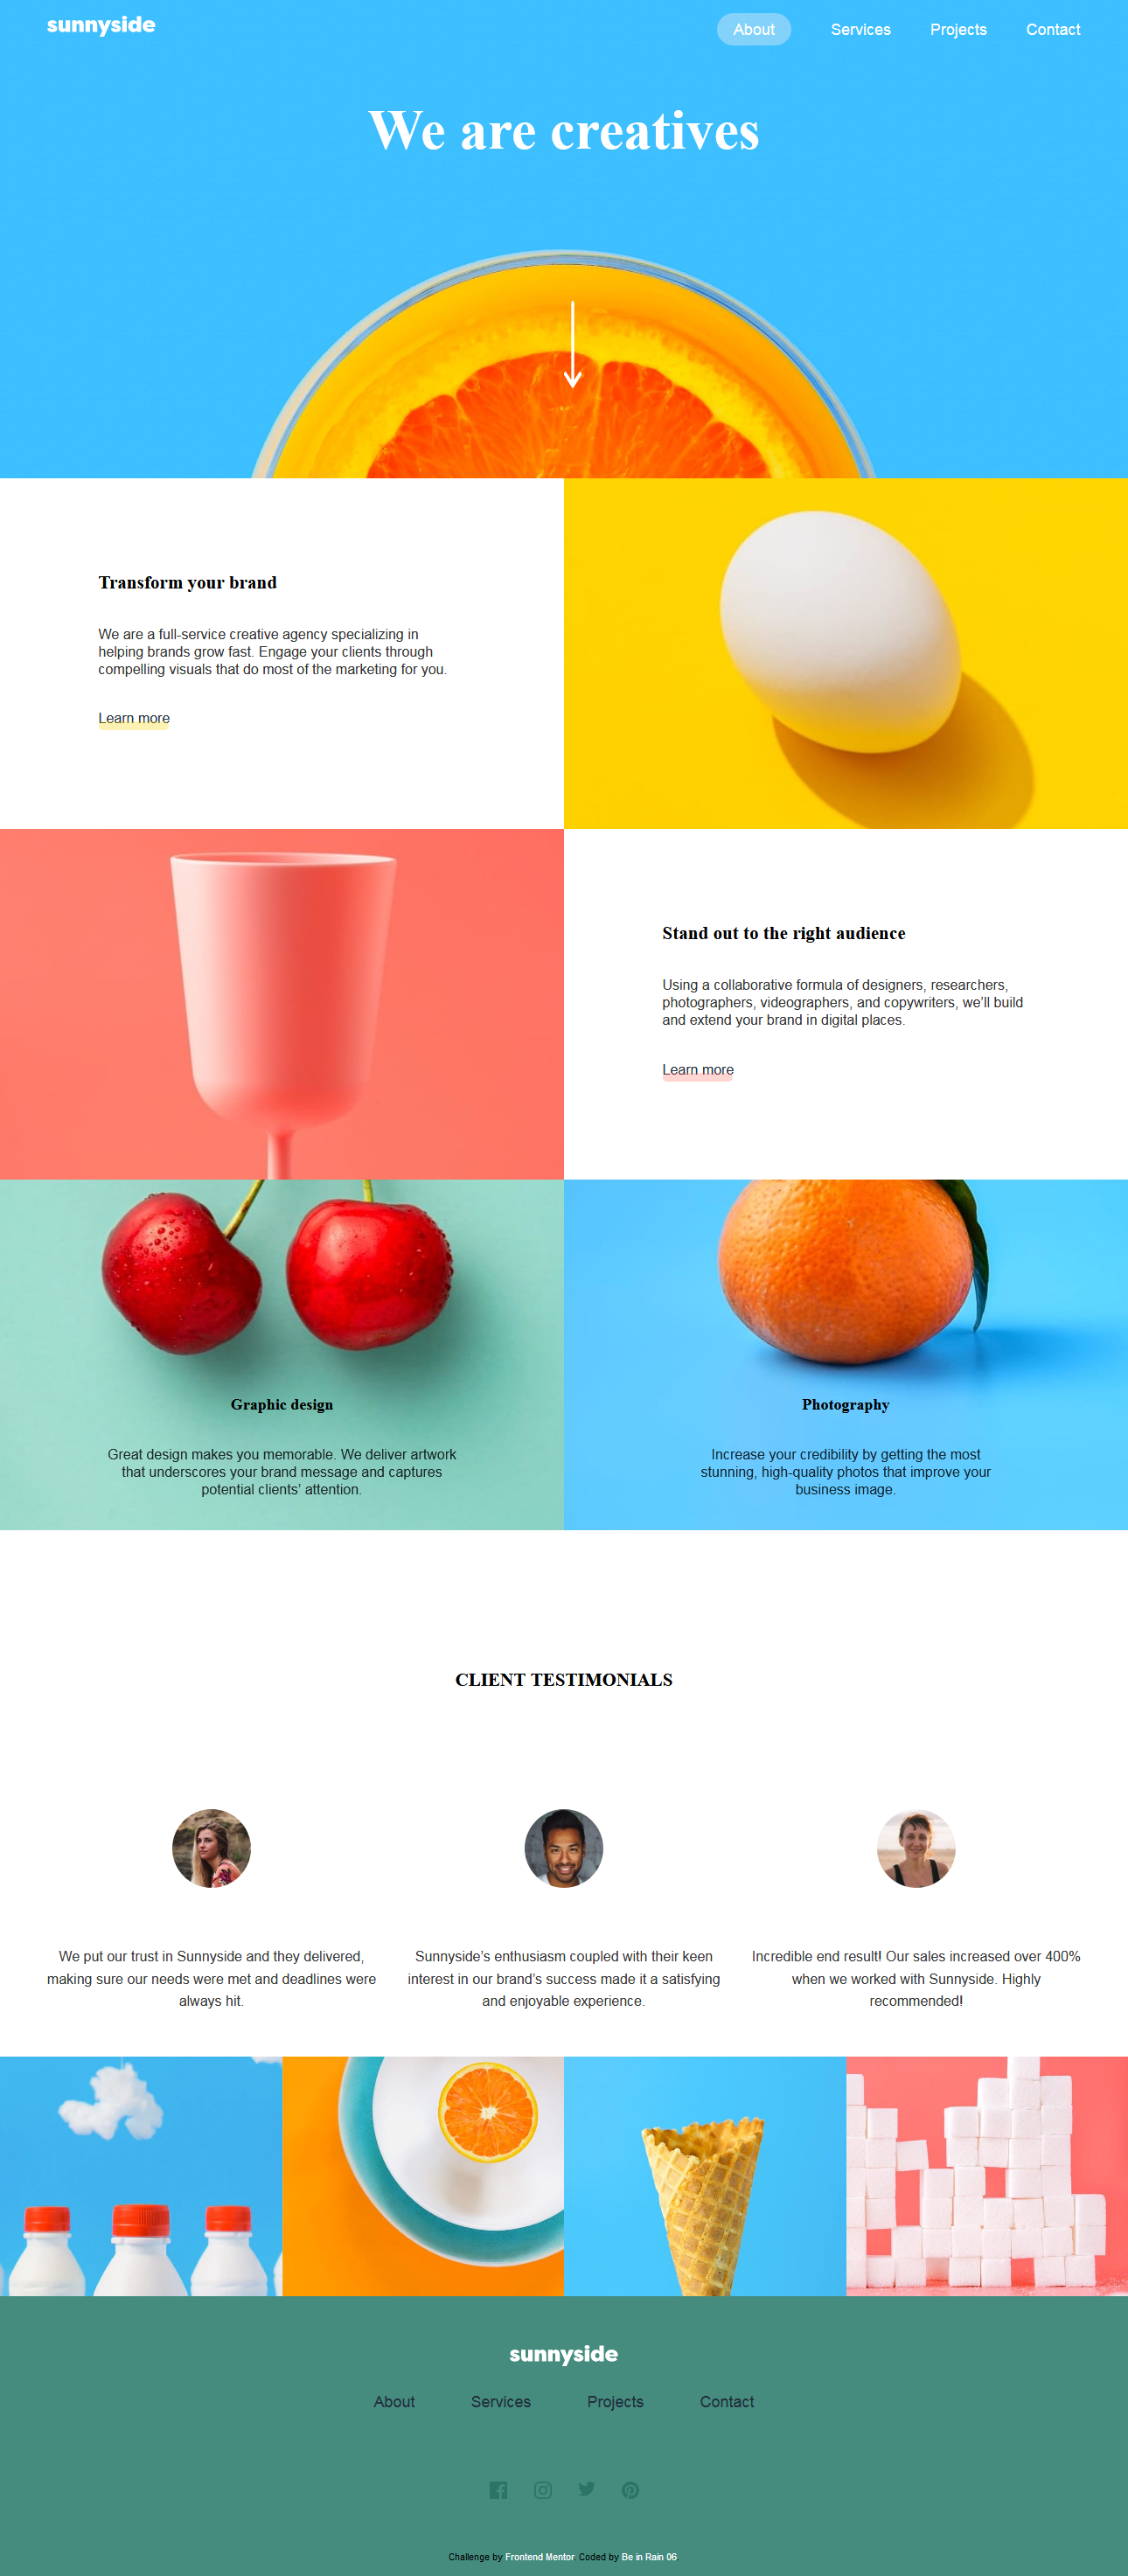 sunnyside
About Services Projects Contact
We are creatives
Transform your brand
We are a full-service creative agency specializing in
helping brands grow fast. Engage your clients through
compelling visuals that do most of the marketing for you.
Learn more
Stand out to the right audience
Using a collaborative formula of designers, researchers,
photographers, videographers, and copywriters, we’ll build
and extend your brand in digital places.
Learn more
Graphic design
Great design makes you memorable. We deliver artwork
that underscores your brand message and captures
potential clients’ attention.
Photography
Increase your credibility by getting the most
stunning, high-quality photos that improve your
business image.
CLIENT TESTIMONIALS
We put our trust in Sunnyside and they delivered,
making sure our needs were met and deadlines were
always hit.
Sunnyside’s enthusiasm coupled with their keen
interest in our brand’s success made it a satisfying
and enjoyable experience.
Incredible end result! Our sales increased over 400%
when we worked with Sunnyside. Highly
recommended!
sunnyside
About Services Projects Contact
Challenge by Frontend Mentor. Coded by Be in Rain 06.